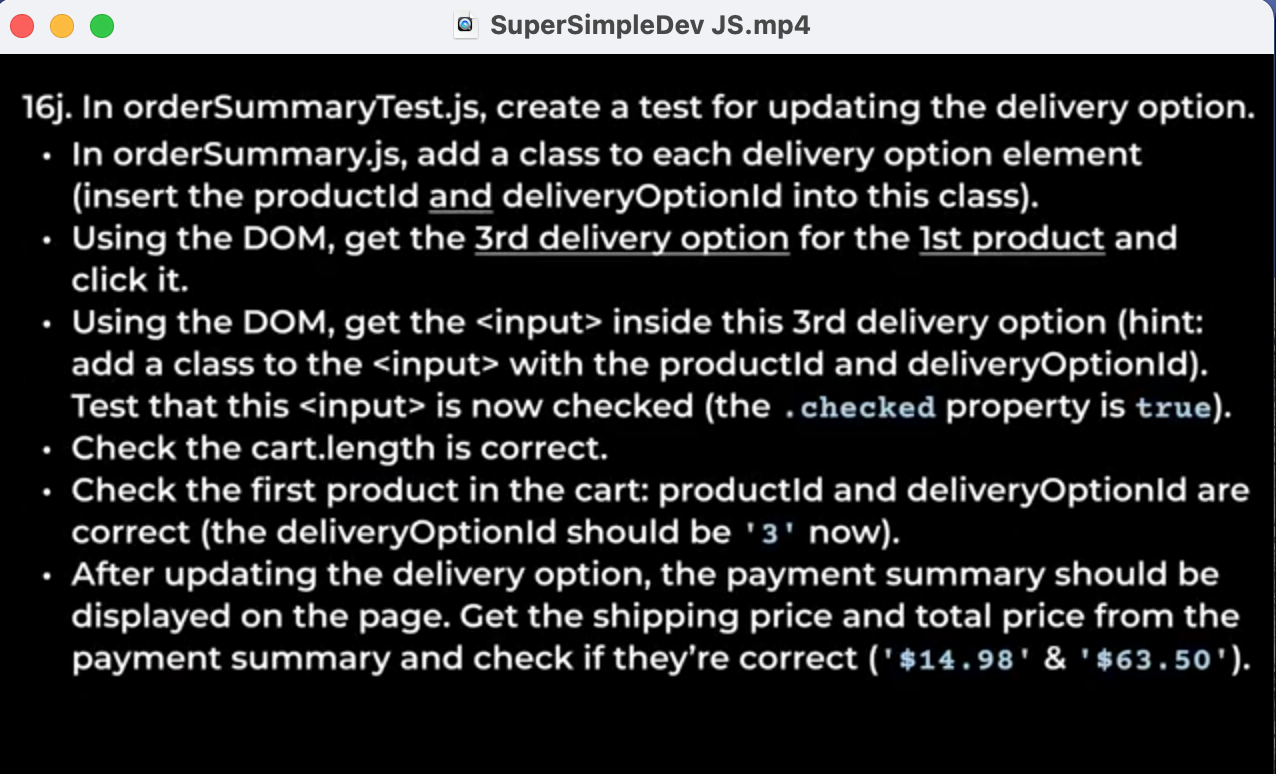 SuperSimpleDev JS.mp4
16j. In orderSummaryTest.js, create a test for updating the delivery option.
• In orderSummary.js, add a class to each delivery option element
(insert the productId and deliveryOptionId into this class).
• Using the DOM, get the 3rd delivery option for the 1st product and
click it.
• Using the DOM, get the <input> inside this 3rd delivery option (hint:
add a class to the <input> with the productId and deliveryOptionId).
Test that this <input> is now checked (the .checked property is true).
• Check the cart.length is correct.
• Check the first product in the cart: productId and deliveryOptionId are
correct (the deliveryOptionId should be '3' now).
• After updating the delivery option, the payment summary should be
displayed on the page. Get the shipping price and total price from the
payment summary and check if they’re correct ('$14.98' & '$63.50').